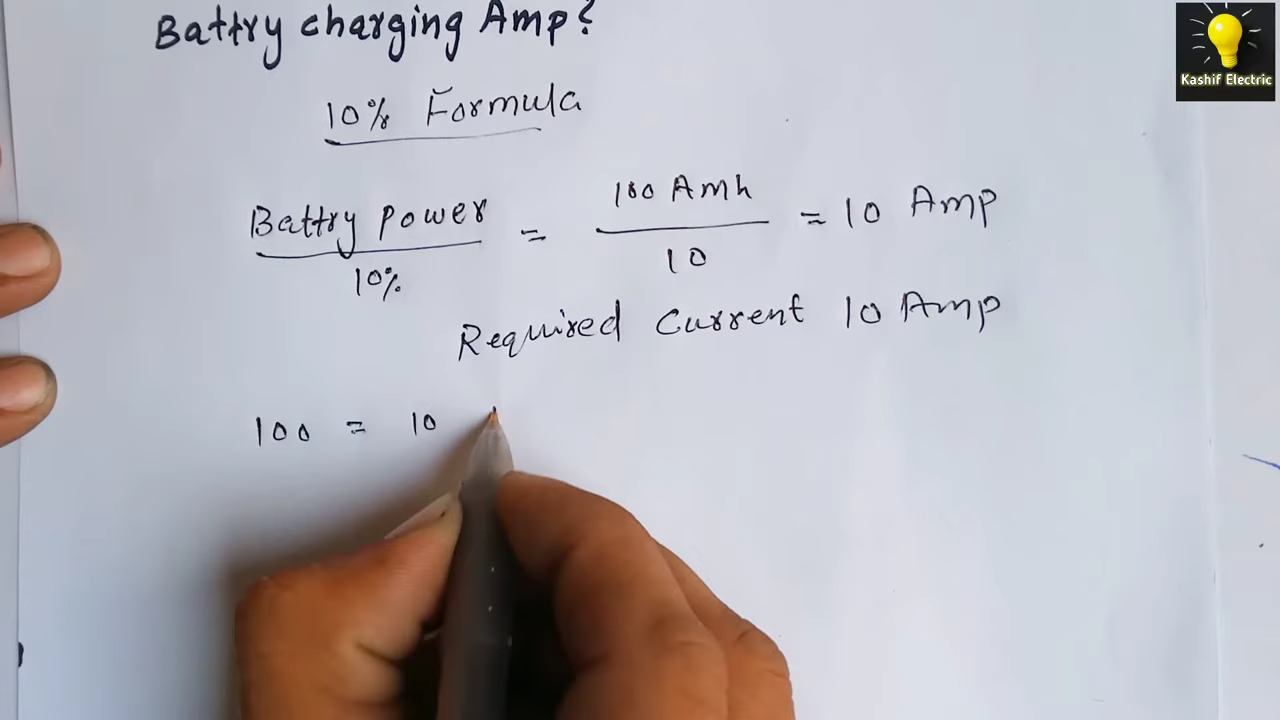 Battry charging Amp?
10% Formula
Battry power / 10% = 100 Amh / 10 = 10 Amp
Required Current 10 Amp
100 = 10
Kashif Electric